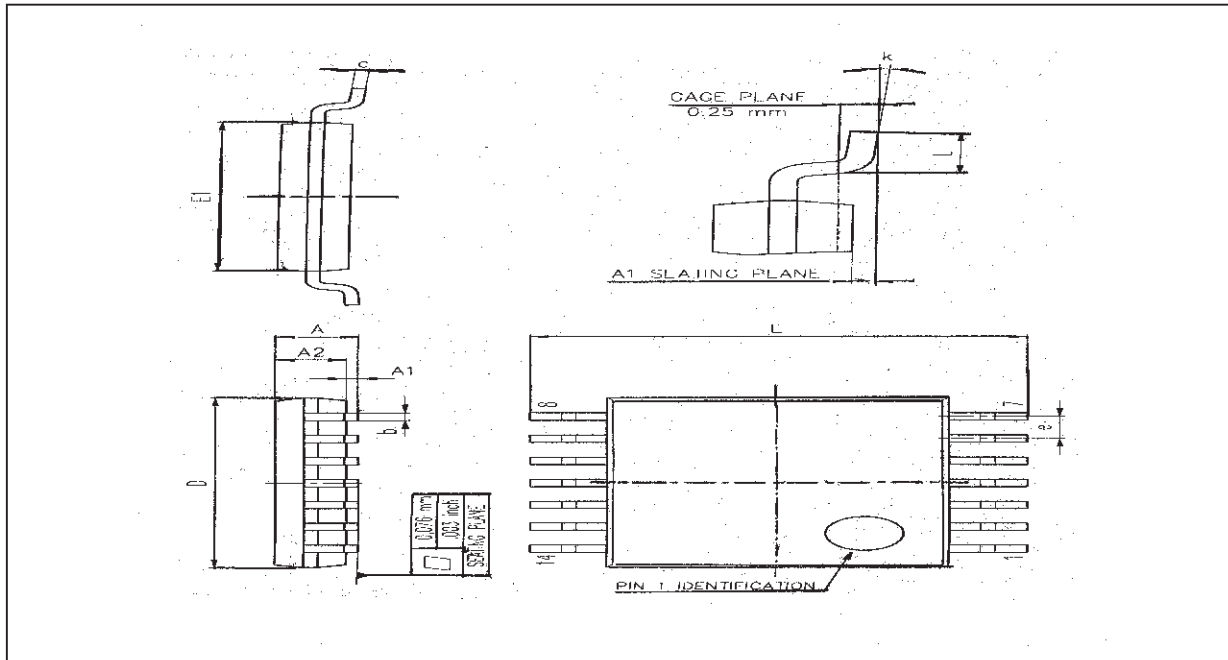 c
k
GAGE PLANE
0.25 mm
L
E1
A1 SLAJING PLANE
A
A2
A1
b
D
0,076 mm
.003 inch
SEATING PLANE
L
8
7
e
14
1
PIN 1 IDENTIFICATION